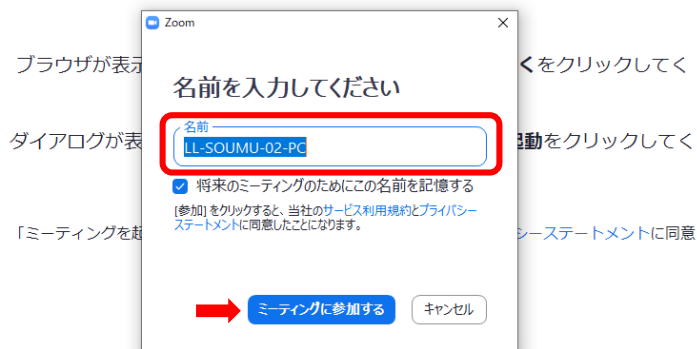 Zoom
ブラウザが表示
くをクリックしてく
名前を入力してください
名前
LL-SOUMU-02-PC
ダイアログが表
起動をクリックしてく
将来のミーティングのためにこの名前を記憶する
[参加] をクリックすると、当社のサービス利用規約とプライバシー
ステートメントに同意したことになります。
「ミーティングを起
シーステートメントに同意
ミーティングに参加する
キャンセル